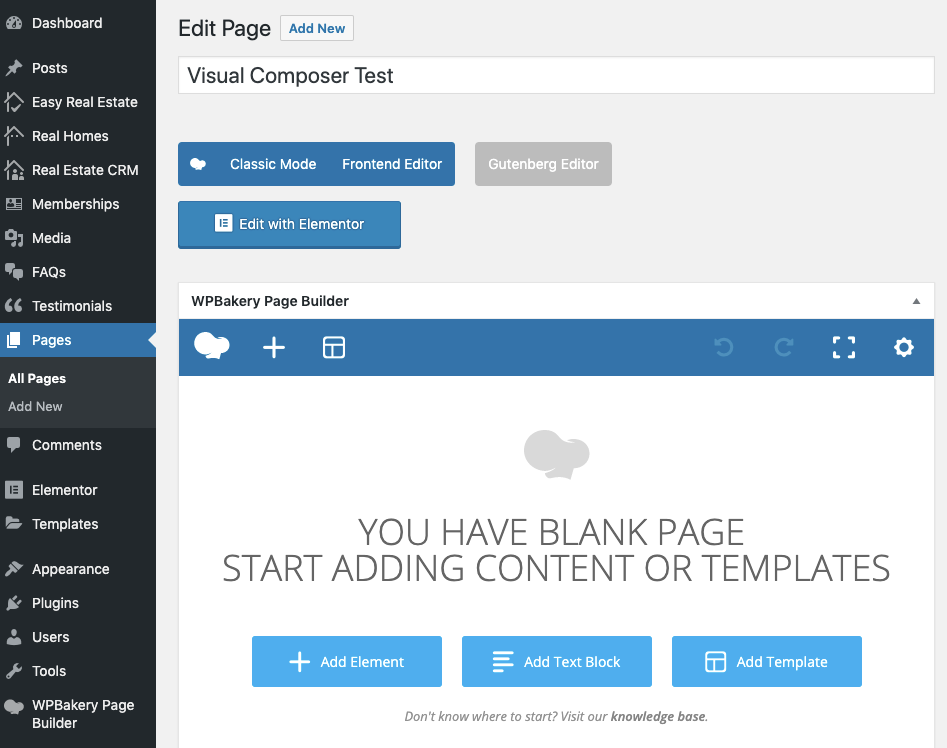 Dashboard
Posts
Easy Real Estate
Real Homes
Real Estate CRM
Memberships
Media
FAQs
Testimonials
Pages
All Pages
Add New
Comments
Elementor
Templates
Appearance
Plugins
Users
Tools
WPBakery Page
Builder
Edit Page Add New
Visual Composer Test
Classic Mode Frontend Editor Gutenberg Editor
Edit with Elementor
WPBakery Page Builder
YOU HAVE BLANK PAGE
START ADDING CONTENT OR TEMPLATES
Add Element Add Text Block Add Template
Don't know where to start? Visit our knowledge base.